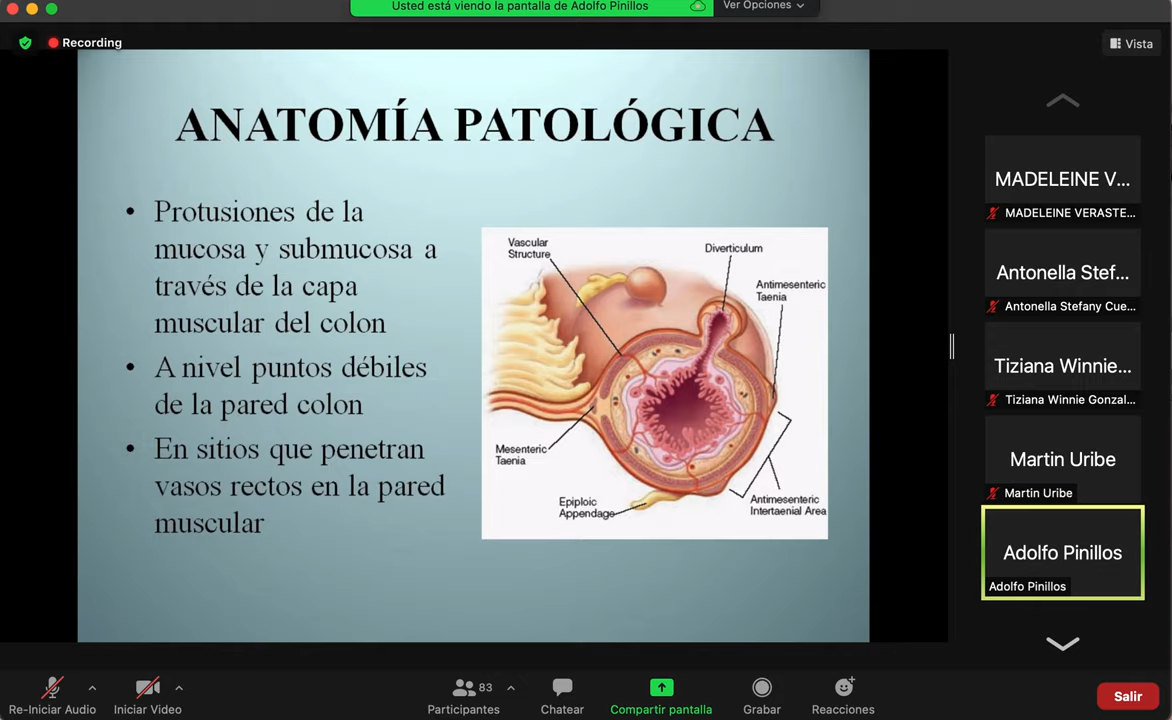 Usted está viendo la pantalla de Adolfo Pinillos
Ver Opciones
Recording
Vista
ANATOMÍA PATOLÓGICA
• Protusiones de la
mucosa y submucosa a
través de la capa
muscular del colon
• A nivel puntos débiles
de la pared colon
• En sitios que penetran
vasos rectos en la pared
muscular
Vascular
Structure
Diverticulum
Antimesenteric
Taenia
Mesenteric
Taenia
Epiploic
Appendage
Antimesenteric
Intertaenial Area
MADELEINE V...
MADELEINE VERASTE...
Antonella Stef...
Antonella Stefany Cue...
Tiziana Winnie...
Tiziana Winnie Gonzal...
Martin Uribe
Martin Uribe
Adolfo Pinillos
Adolfo Pinillos
Re-Iniciar Audio
Iniciar Video
83
Participantes
Chatear
Compartir pantalla
Grabar
Reacciones
Salir